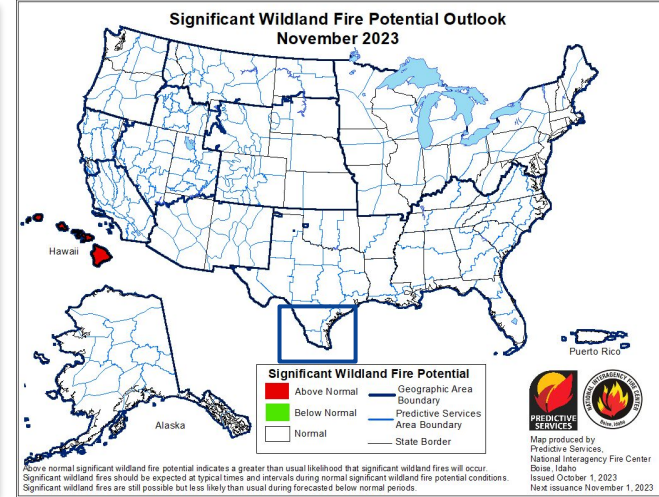 Significant Wildland Fire Potential Outlook
November 2023
Hawaii
Alaska
Puerto Rico
Significant Wildland Fire Potential
Above Normal
Below Normal
Normal
Geographic Area
Boundary
Predictive Services
Area Boundary
State Border
PREDICTIVE
SERVICES
NATIONAL INTERAGENCY FIRE CENTER
Boise, Idaho
Map produced by
Predictive Services,
National Interagency Fire Center
Boise, Idaho
Issued October 1, 2023
Next issuance November 1, 2023
Above normal significant wildland fire potential indicates a greater than usual likelihood that significant wildland fires will occur.
Significant wildland fires should be expected at typical times and intervals during normal significant wildland fire potential conditions.
Significant wildland fires are still possible but less likely than usual during forecasted below normal periods.